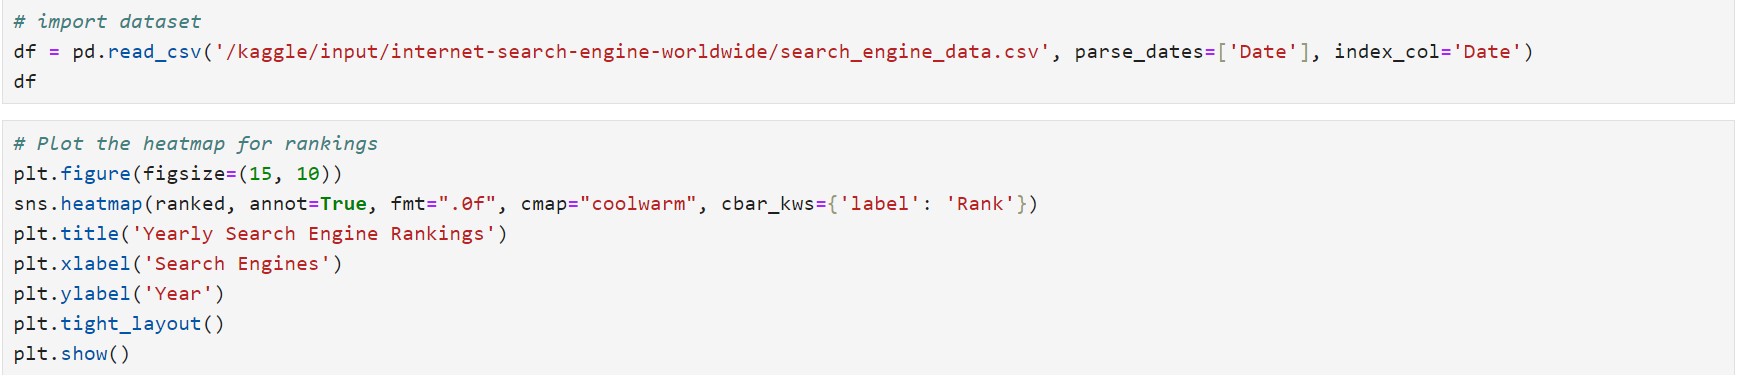 # import dataset
df = pd.read_csv('/kaggle/input/internet-search-engine-worldwide/search_engine_data.csv', parse_dates=['Date'], index_col='Date')
df
# Plot the heatmap for rankings
plt.figure(figsize=(15, 10))
sns.heatmap(ranked, annot=True, fmt=".0f", cmap="coolwarm", cbar_kws={'label': 'Rank'})
plt.title('Yearly Search Engine Rankings')
plt.xlabel('Search Engines')
plt.ylabel('Year')
plt.tight_layout()
plt.show()